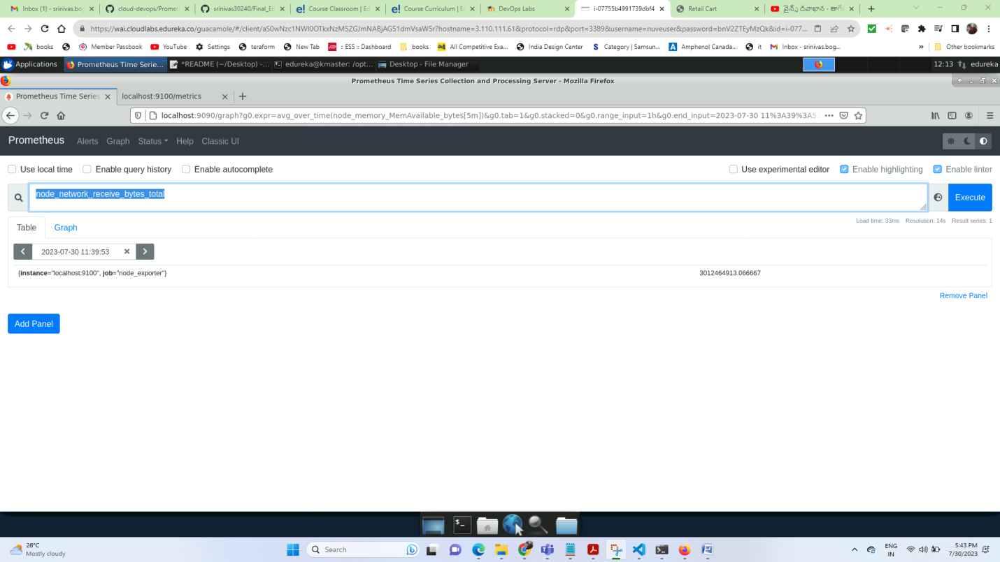 Inbox (1) - srinivas.bog
cloud-devops/Promet
srinivas30240/Final_Ed
Course Classroom | Ed
Course Curriculum | Ec
DevOps Labs
i-07755b4991739dbf4
Retail Cart
వైన్స్ దవాఖాన - తాగే
https://wai.cloudlabs.edureka.co/guacamole/#/client/aS0wNzc1NWI0OTkxNzM5ZGJmNABjAG51dmVsaW5r?hostname=3.110.111.61&protocol=rdp&port=3389&username=nuveuser&password=bnV2ZTEyMzQk&id=i-077...
books
Member Passbook
YouTube
Settings
teraform
New Tab
:: ESS :: Dashboard
books
All Competitive Exa...
India Design Center
Category | Samsun...
Amphenol Canada...
it
Inbox - srinivas.bog...
»
Other bookmarks
Applications
Prometheus Time Serie...
*README (~/Desktop) -...
edureka@kmaster: /opt...
Desktop - File Manager
12:13
edureka
Prometheus Time Series Collection and Processing Server - Mozilla Firefox
Prometheus Time Series
localhost:9100/metrics
localhost:9090/graph?g0.expr=avg_over_time(node_memory_MemAvailable_bytes[5m])&g0.tab=1&g0.stacked=0&g0.range_input=1h&g0.end_input=2023-07-30 11%3A39%3A5
Prometheus
Alerts
Graph
Status
Help
Classic UI
Use local time
Enable query history
Enable autocomplete
Use experimental editor
Enable highlighting
Enable linter
node_network_receive_bytes_total
Execute
Load time: 33ms
Resolution: 14s
Result series: 1
Table
Graph
2023-07-30 11:39:53
{instance="localhost:9100", job="node_exporter"}
3012464913.066667
Remove Panel
Add Panel
28°C
Mostly cloudy
Search
ENG
IN
5:43 PM
7/30/2023